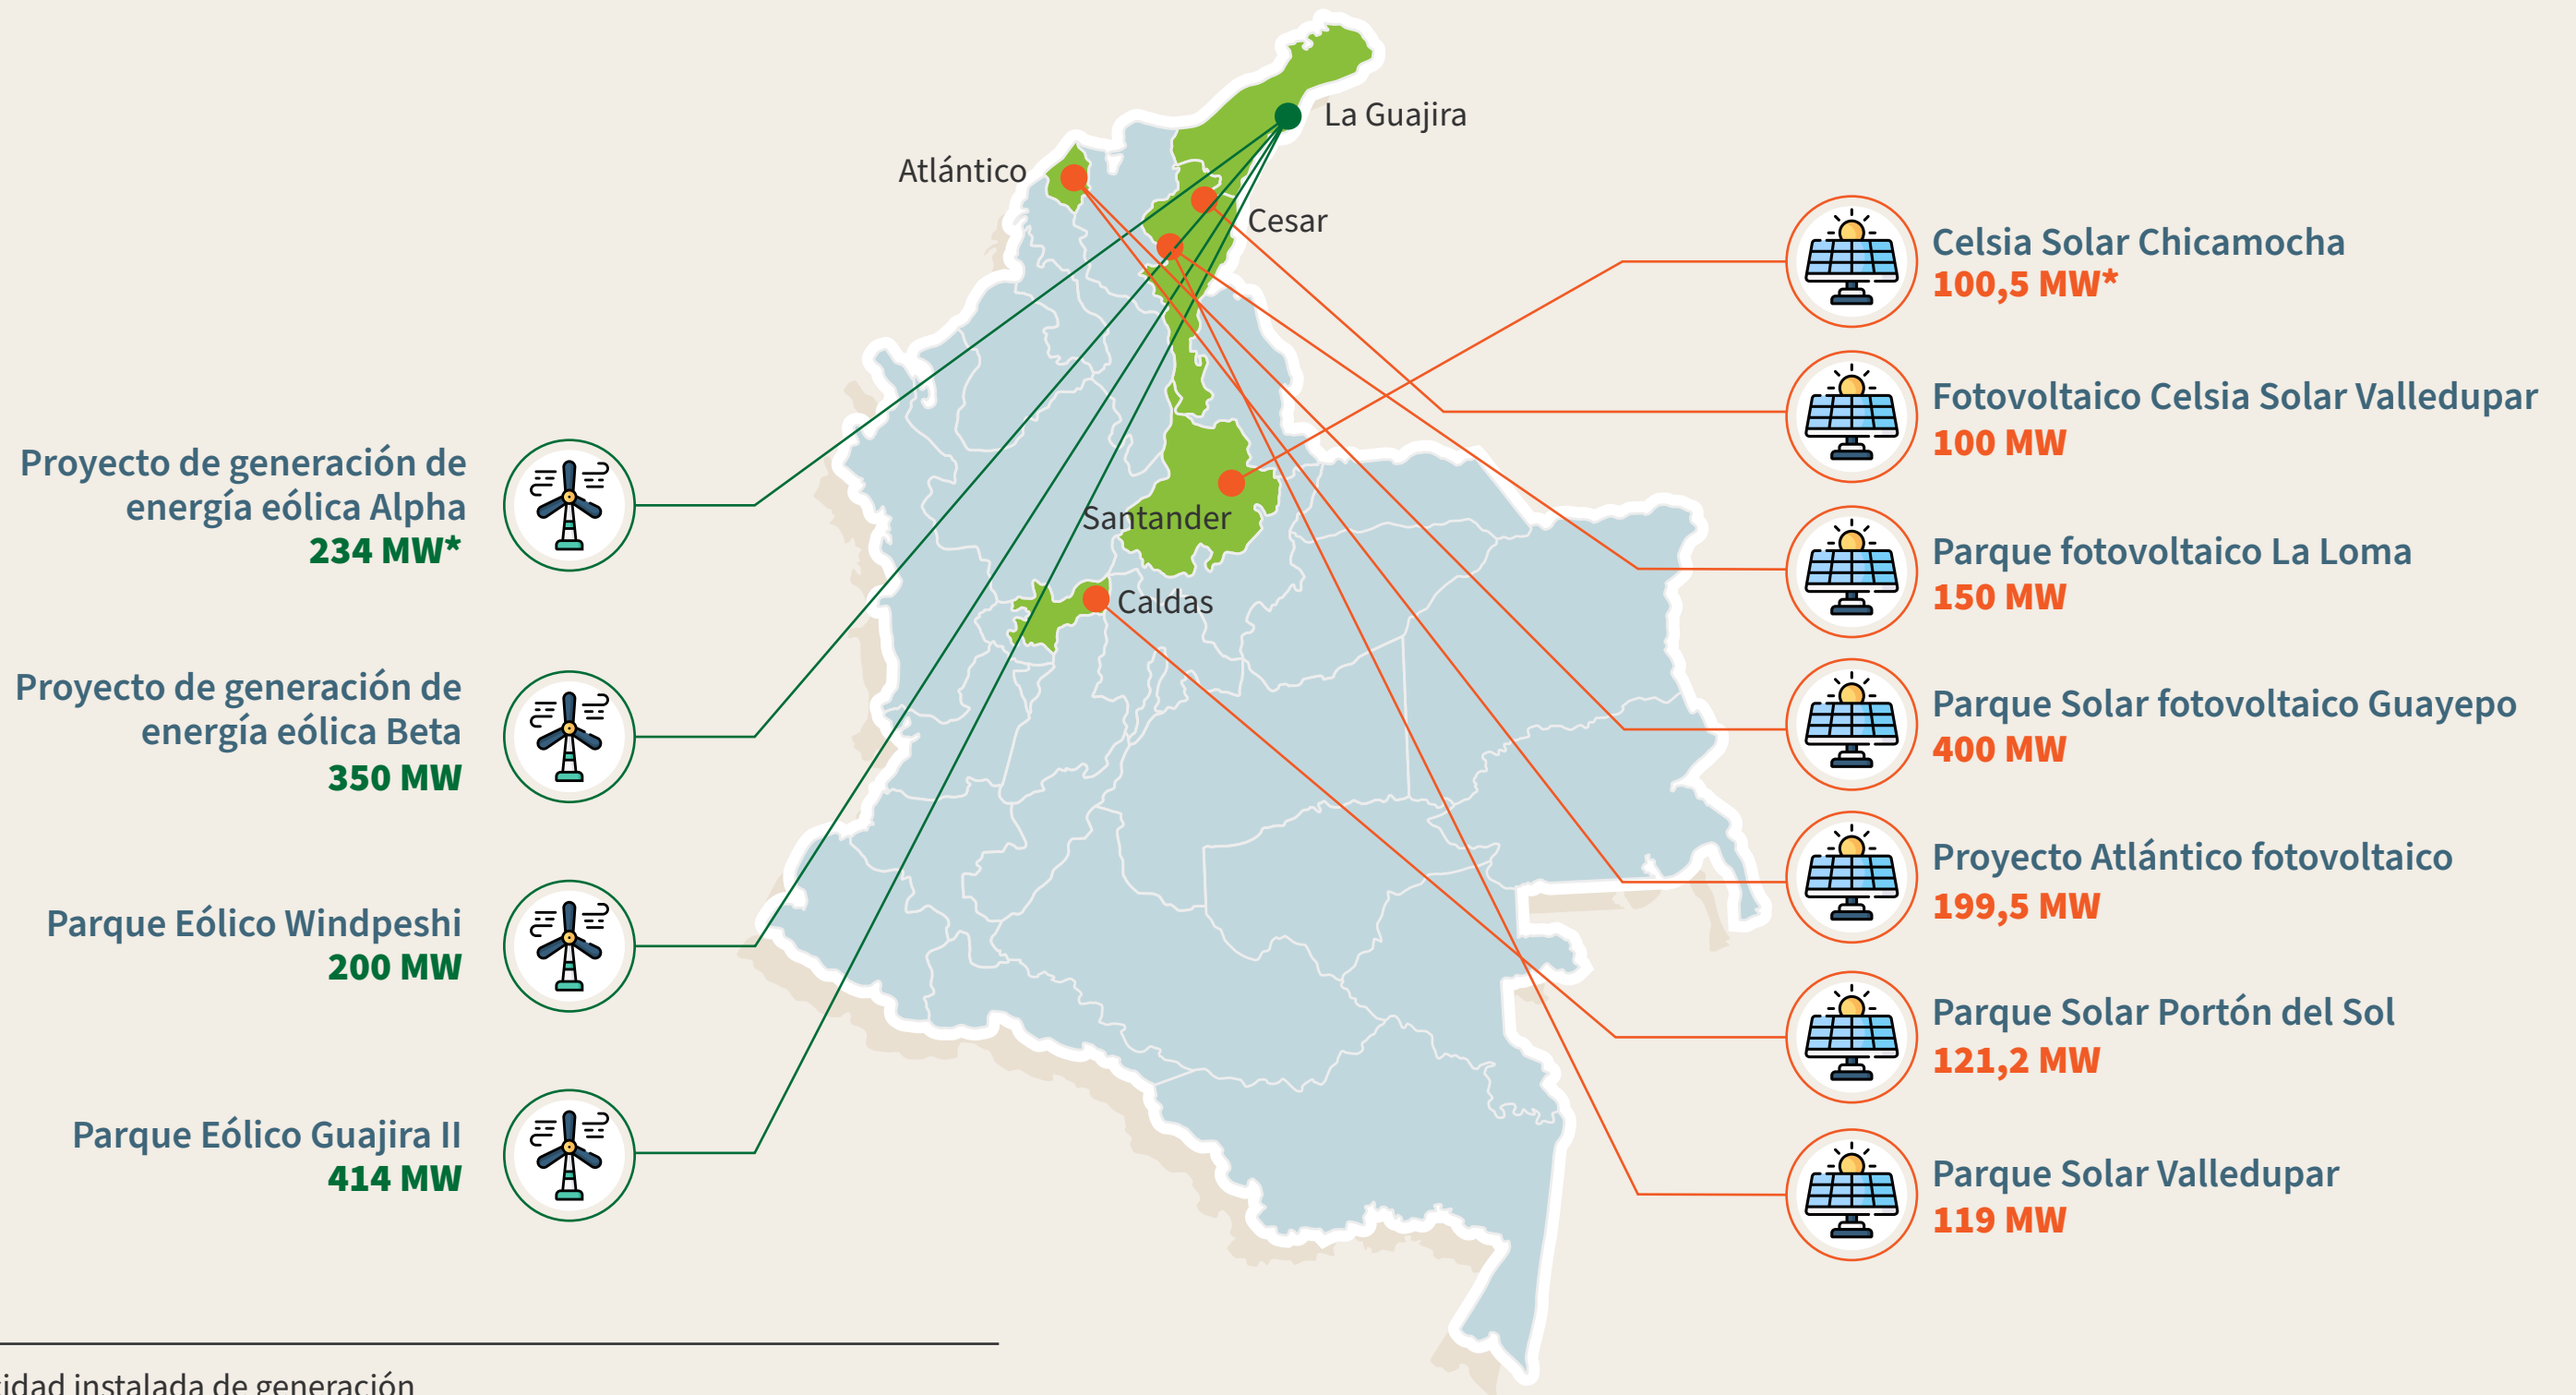 La Guajira
Atlántico
Cesar
Santander
Caldas
Proyecto de generación de
energía eólica Alpha
234 MW*
Proyecto de generación de
energía eólica Beta
350 MW
Parque Eólico Windpeshi
200 MW
Parque Eólico Guajira II
414 MW
Celsia Solar Chicamocha
100,5 MW*
Fotovoltaico Celsia Solar Valledupar
100 MW
Parque fotovoltaico La Loma
150 MW
Parque Solar fotovoltaico Guayepo
400 MW
Proyecto Atlántico fotovoltaico
199,5 MW
Parque Solar Portón del Sol
121,2 MW
Parque Solar Valledupar
119 MW
instalada de generación